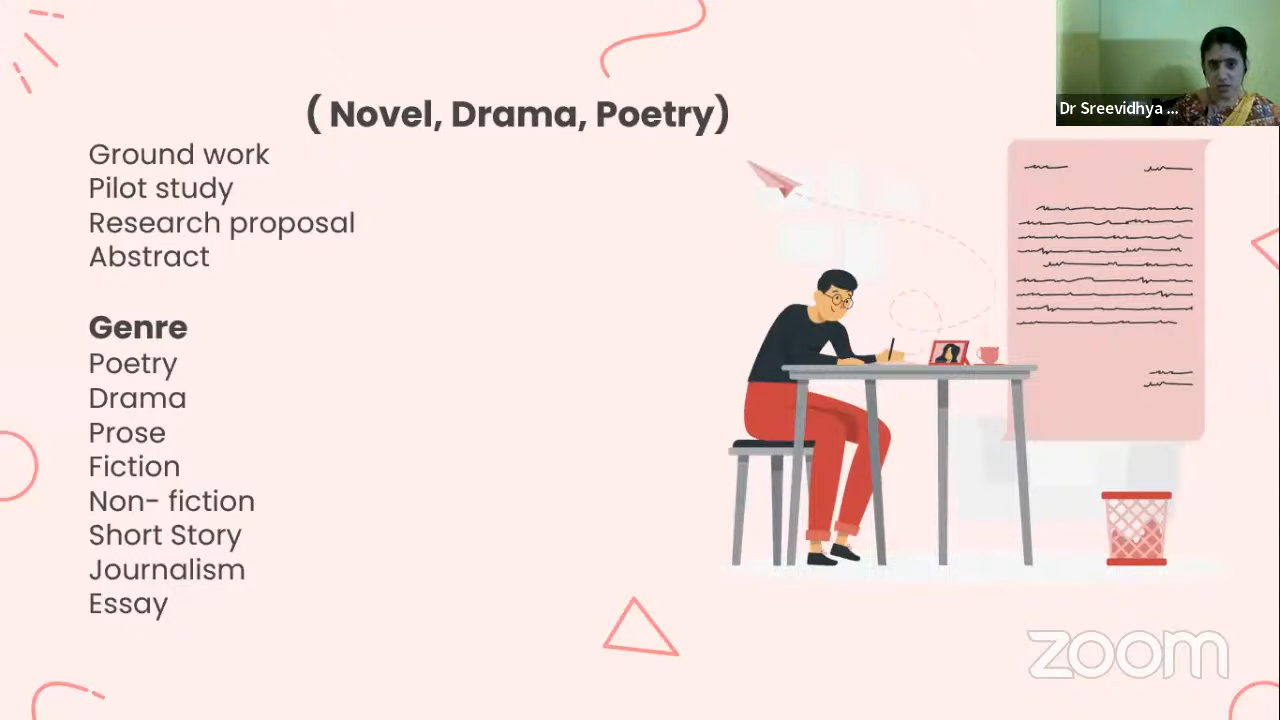 ( Novel, Drama, Poetry)
Ground work
Pilot study
Research proposal
Abstract
Genre
Poetry
Drama
Prose
Fiction
Non- fiction
Short Story
Journalism
Essay
Dr Sreevidhya ...
zoom